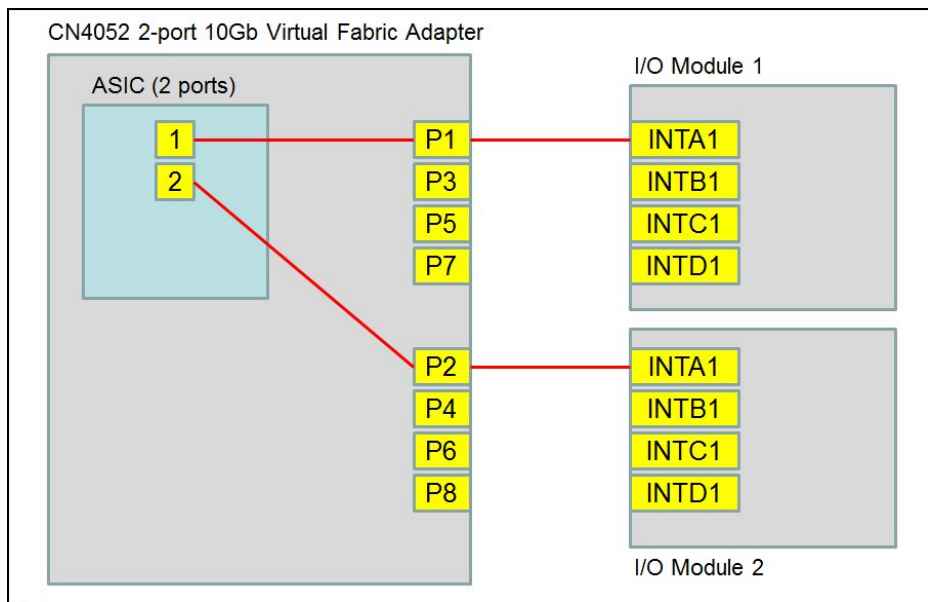 CN4052 2-port 10Gb Virtual Fabric Adapter
ASIC (2 ports)
1
2
P1
P3
P5
P7
P2
P4
P6
P8
I/O Module 1
INTA1
INTB1
INTC1
INTD1
INTA1
INTB1
INTC1
INTD1
I/O Module 2